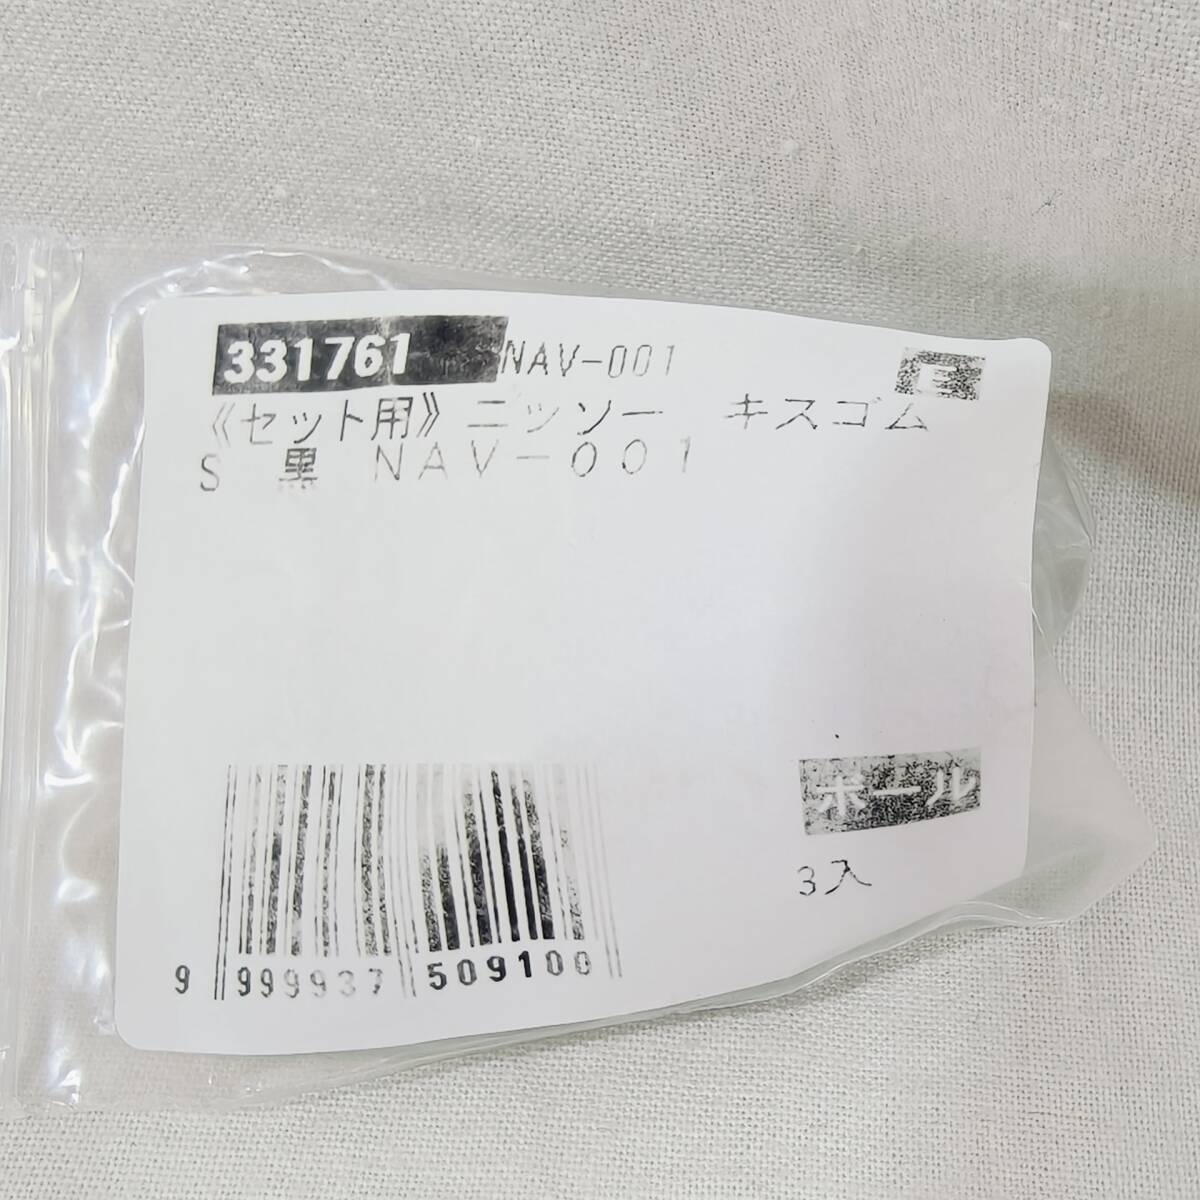 331761 NAV-001 E
《セット用》ニッソー キスゴム
S 黒 NAV-001
ボール
3入
9 999937 509100